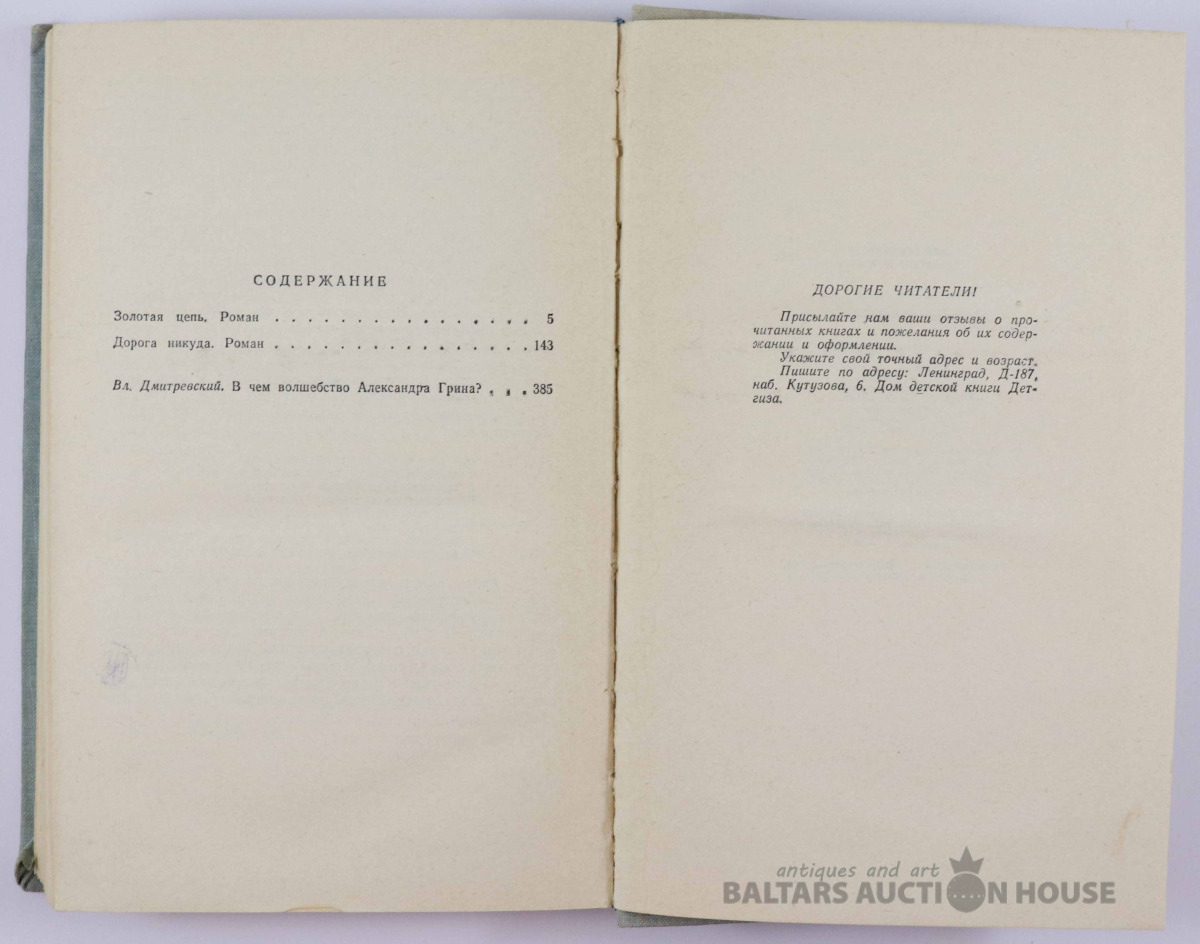 СОДЕРЖАНИЕ
Золотая цепь. Роман . . . . . . . . . . . . . . . . 5
Дорога никуда. Роман . . . . . . . . . . . . . . . . 143
Вл. Дмитревский. В чем волшебство Александра Грина? . . . 385
ДОРОГИЕ ЧИТАТЕЛИ!
Присылайте нам ваши отзывы о про-
читанных книгах и пожелания об их содер-
жании и оформлении.
Укажите свой точный адрес и возраст.
Пишите по адресу: Ленинград, Д-187,
наб. Кутузова, 6. Дом детской книги Дет-
гиза.
antiques and art
BALTARS AUCTION HOUSE